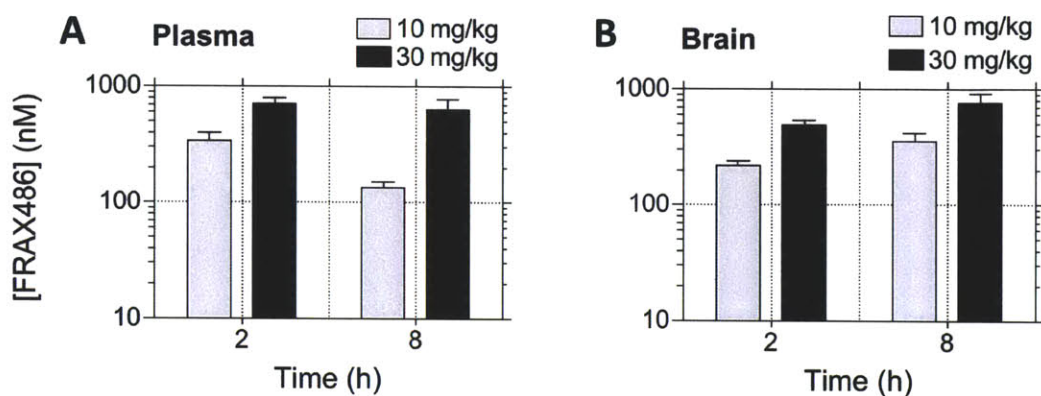 A Plasma
10 mg/kg
30 mg/kg
[FRAX486] (nM)
1000
100
10
2 8
Time (h)
B Brain
10 mg/kg
30 mg/kg
1000
100
10
2 8
Time (h)